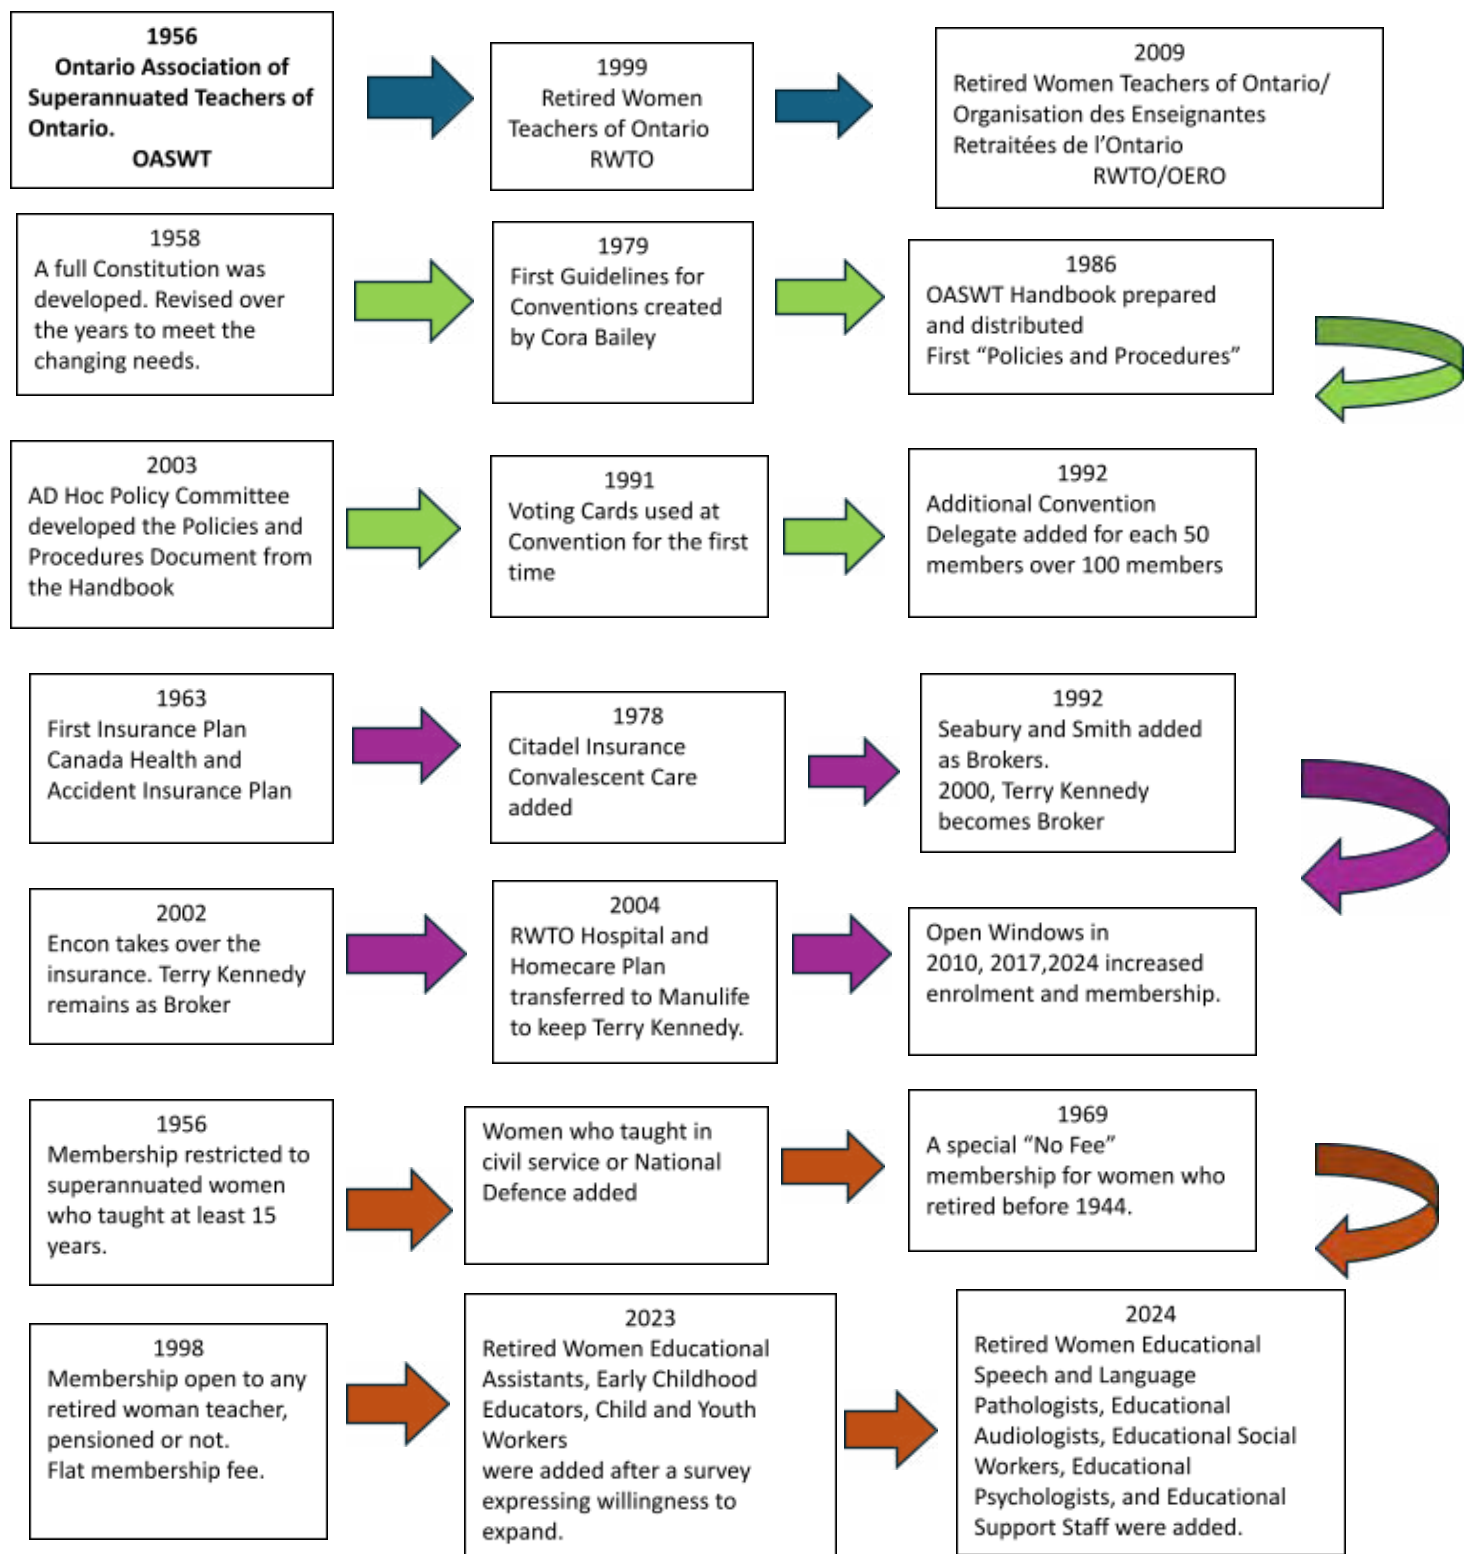 1956
Ontario Association of
Superannuated Teachers of
Ontario.
OASWT
1999
Retired Women
Teachers of Ontario
RWTO
2009
Retired Women Teachers of Ontario/
Organisation des Enseignantes
Retraitées de l’Ontario
RWTO/OERO
1958
A full Constitution was
developed. Revised over
the years to meet the
changing needs.
1979
First Guidelines for
Conventions created
by Cora Bailey
1986
OASWT Handbook prepared
and distributed
First “Policies and Procedures”
2003
AD Hoc Policy Committee
developed the Policies and
Procedures Document from
the Handbook
1991
Voting Cards used at
Convention for the first
time
1992
Additional Convention
Delegate added for each 50
members over 100 members
1963
First Insurance Plan
Canada Health and
Accident Insurance Plan
1978
Citadel Insurance
Convalescent Care
added
1992
Seabury and Smith added
as Brokers.
2000, Terry Kennedy
becomes Broker
2002
Encon takes over the
insurance. Terry Kennedy
remains as Broker
2004
RWTO Hospital and
Homecare Plan
transferred to Manulife
to keep Terry Kennedy.
Open Windows in
2010, 2017,2024 increased
enrolment and membership.
1956
Membership restricted to
superannuated women
who taught at least 15
years.
Women who taught in
civil service or National
Defence added
1969
A special “No Fee”
membership for women who
retired before 1944.
1998
Membership open to any
retired woman teacher,
pensioned or not.
Flat membership fee.
2023
Retired Women Educational
Assistants, Early Childhood
Educators, Child and Youth
Workers
were added after a survey
expressing willingness to
expand.
2024
Retired Women Educational
Speech and Language
Pathologists, Educational
Audiologists, Educational Social
Workers, Educational
Psychologists, and Educational
Support Staff were added.